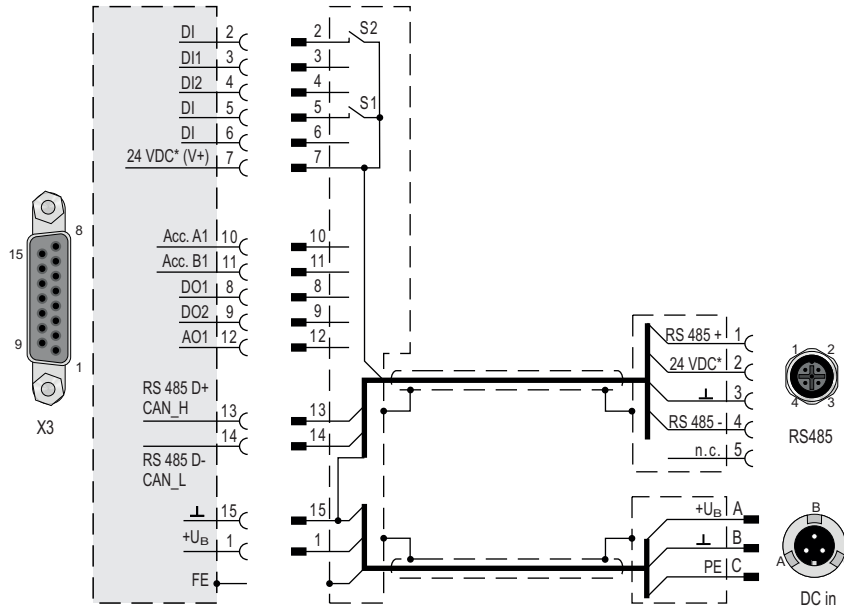 DI 2 2 S2
DI1 3 3
DI2 4 4
DI 5 5 S1
DI 6 6
24 VDC* (V+) 7 7
8
15
9
1
X3
Acc. A1 10 10
Acc. B1 11 11
DO1 8 8
DO2 9 9
AO1 12 12
RS 485 D+
CAN_H 13 13
14 14
RS 485 D-
CAN_L
⊥ 15 15
+UB 1 1
FE
RS 485 + 1
24 VDC* 2
⊥ 3
RS 485 - 4
n.c. 5
1 2
4 3
RS485
+UB A
⊥ B
PE C
B
A
DC in